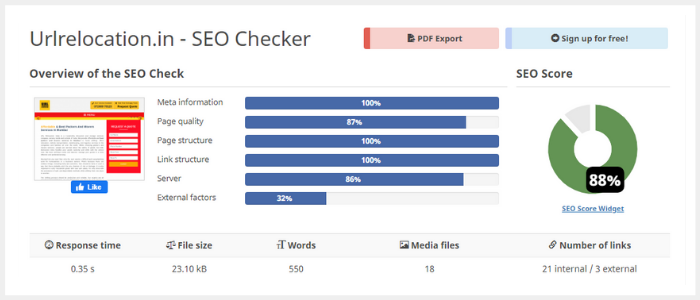 Urlrelocation.in - SEO Checker
PDF Export
Sign up for free!
Overview of the SEO Check
SEO Score
Meta information 100%
Page quality 87%
Page structure 100%
Link structure 100%
Server 86%
External factors 32%
Like
88%
SEO Score Widget
Response time File size Words Media files Number of links
0.35 s 23.10 kB 550 18 21 internal / 3 external